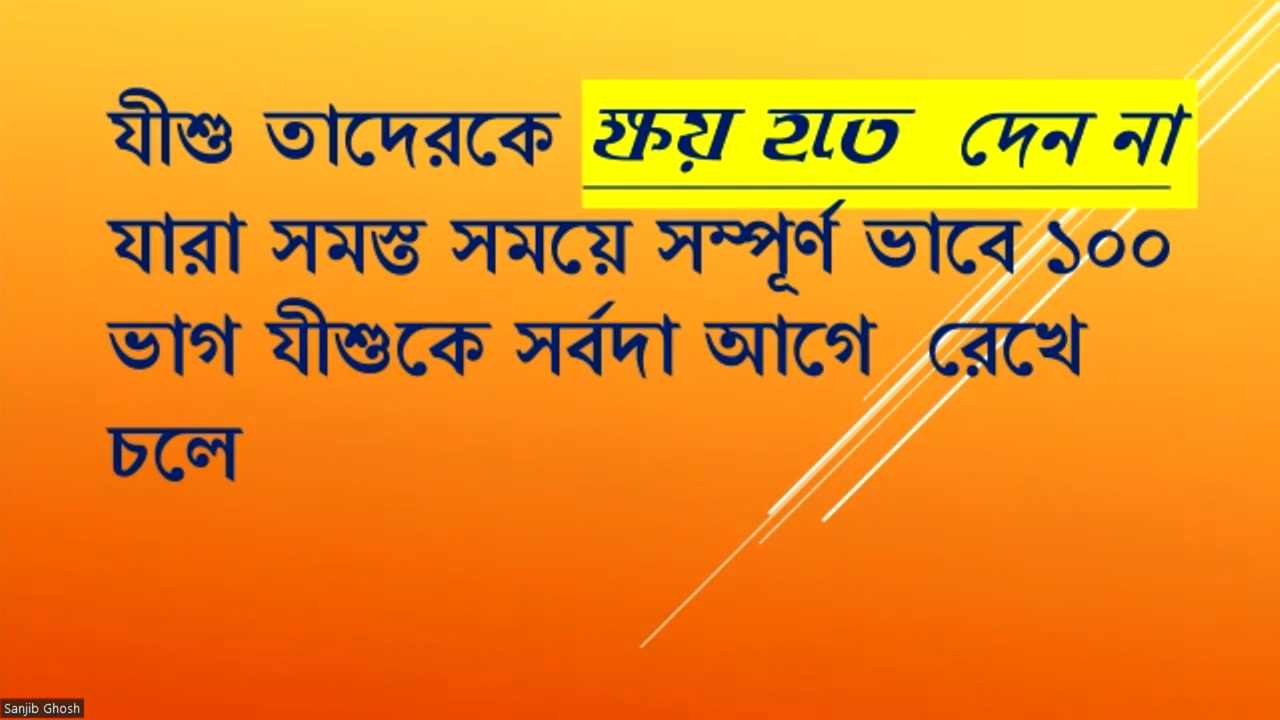 যীশু তাদেরকে ক্ষয় হতে দেন না
যারা সমস্ত সময়ে সম্পূর্ণ ভাবে ১০০
ভাগ যীশুকে সর্বদা আগে রেখে
চলে
Sanjib Ghosh